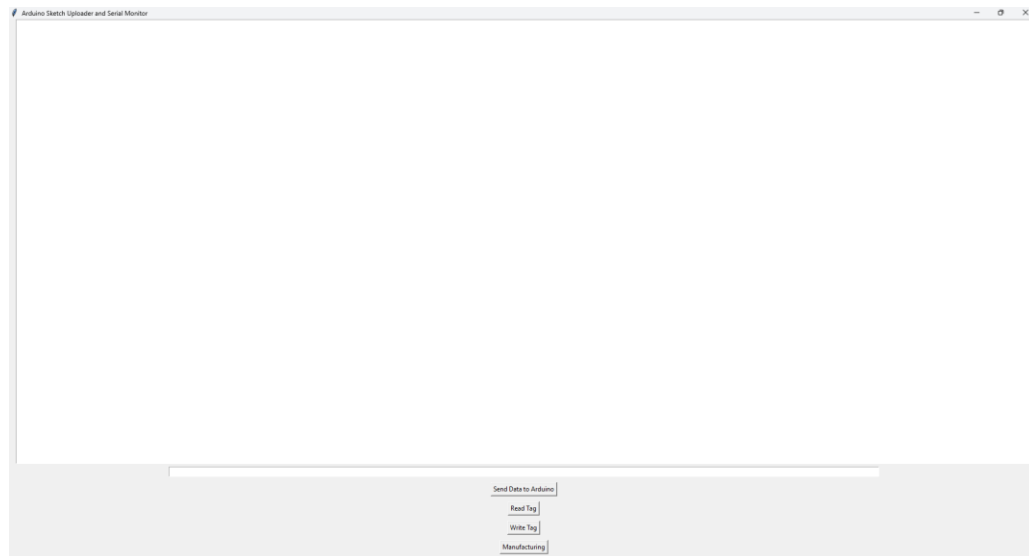 Arduino Sketch Uploader and Serial Monitor
Send Data to Arduino
Read Tag
Write Tag
Manufacturing